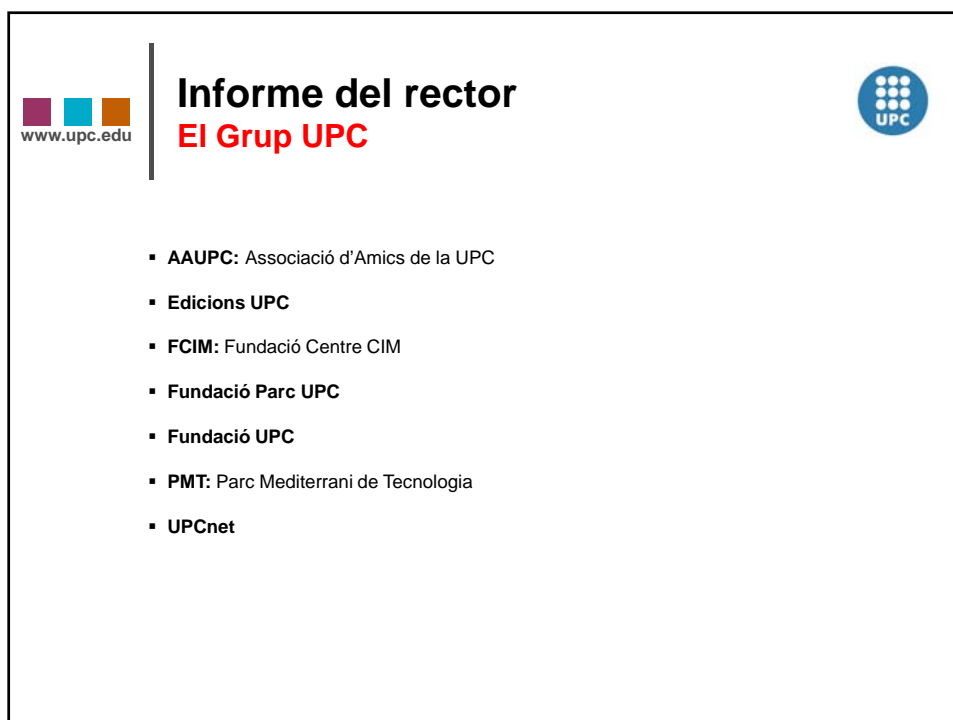 Informe del rector
El Grup UPC
www.upc.edu
UPC
▪ AAUPC: Associació d’Amics de la UPC
▪ Edicions UPC
▪ FCIM: Fundació Centre CIM
▪ Fundació Parc UPC
▪ Fundació UPC
▪ PMT: Parc Mediterrani de Tecnologia
▪ UPCnet